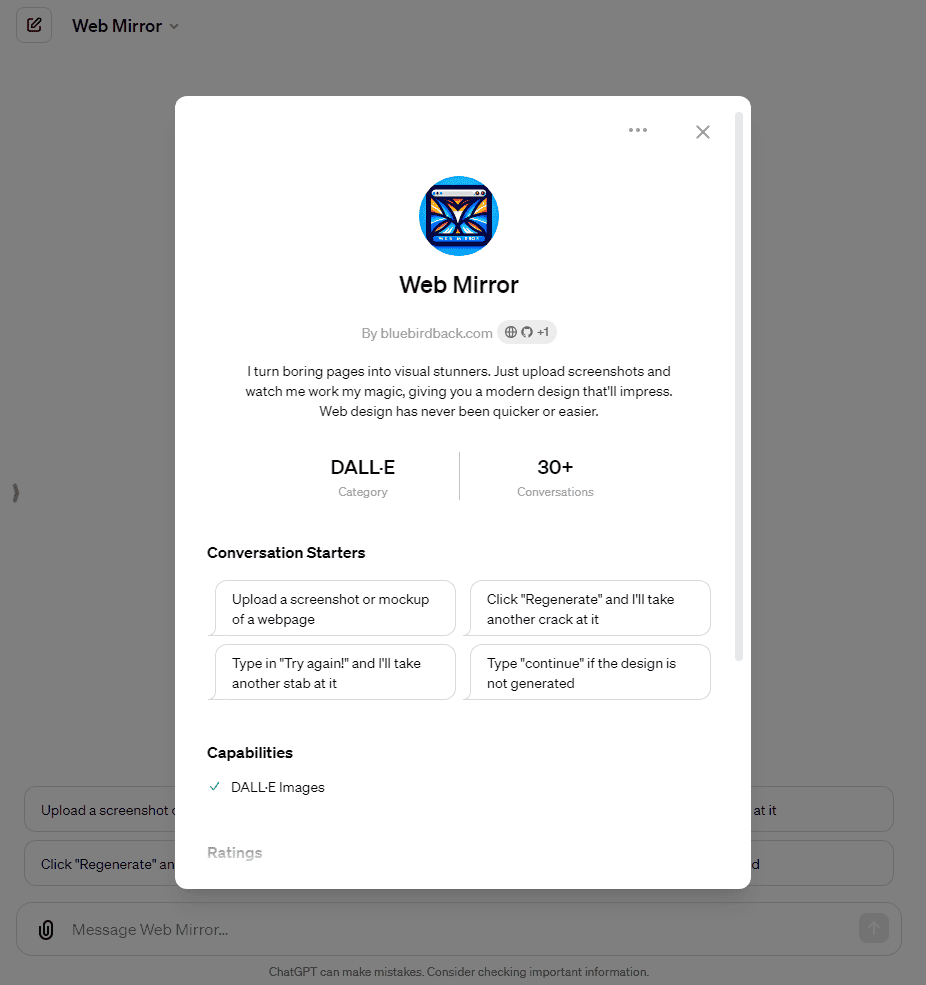 Web Mirror
WEB MIRROR
Web Mirror
By bluebirdback.com +1
I turn boring pages into visual stunners. Just upload screenshots and
watch me work my magic, giving you a modern design that'll impress.
Web design has never been quicker or easier.
DALL·E
Category
30+
Conversations
Conversation Starters
Upload a screenshot or mockup
of a webpage
Click "Regenerate" and I'll take
another crack at it
Type in "Try again!" and I'll take
another stab at it
Type "continue" if the design is
not generated
Capabilities
DALL·E Images
Ratings
Upload a screenshot
at it
Click "Regenerate"
Message Web Mirror...
ChatGPT can make mistakes. Consider checking important information.